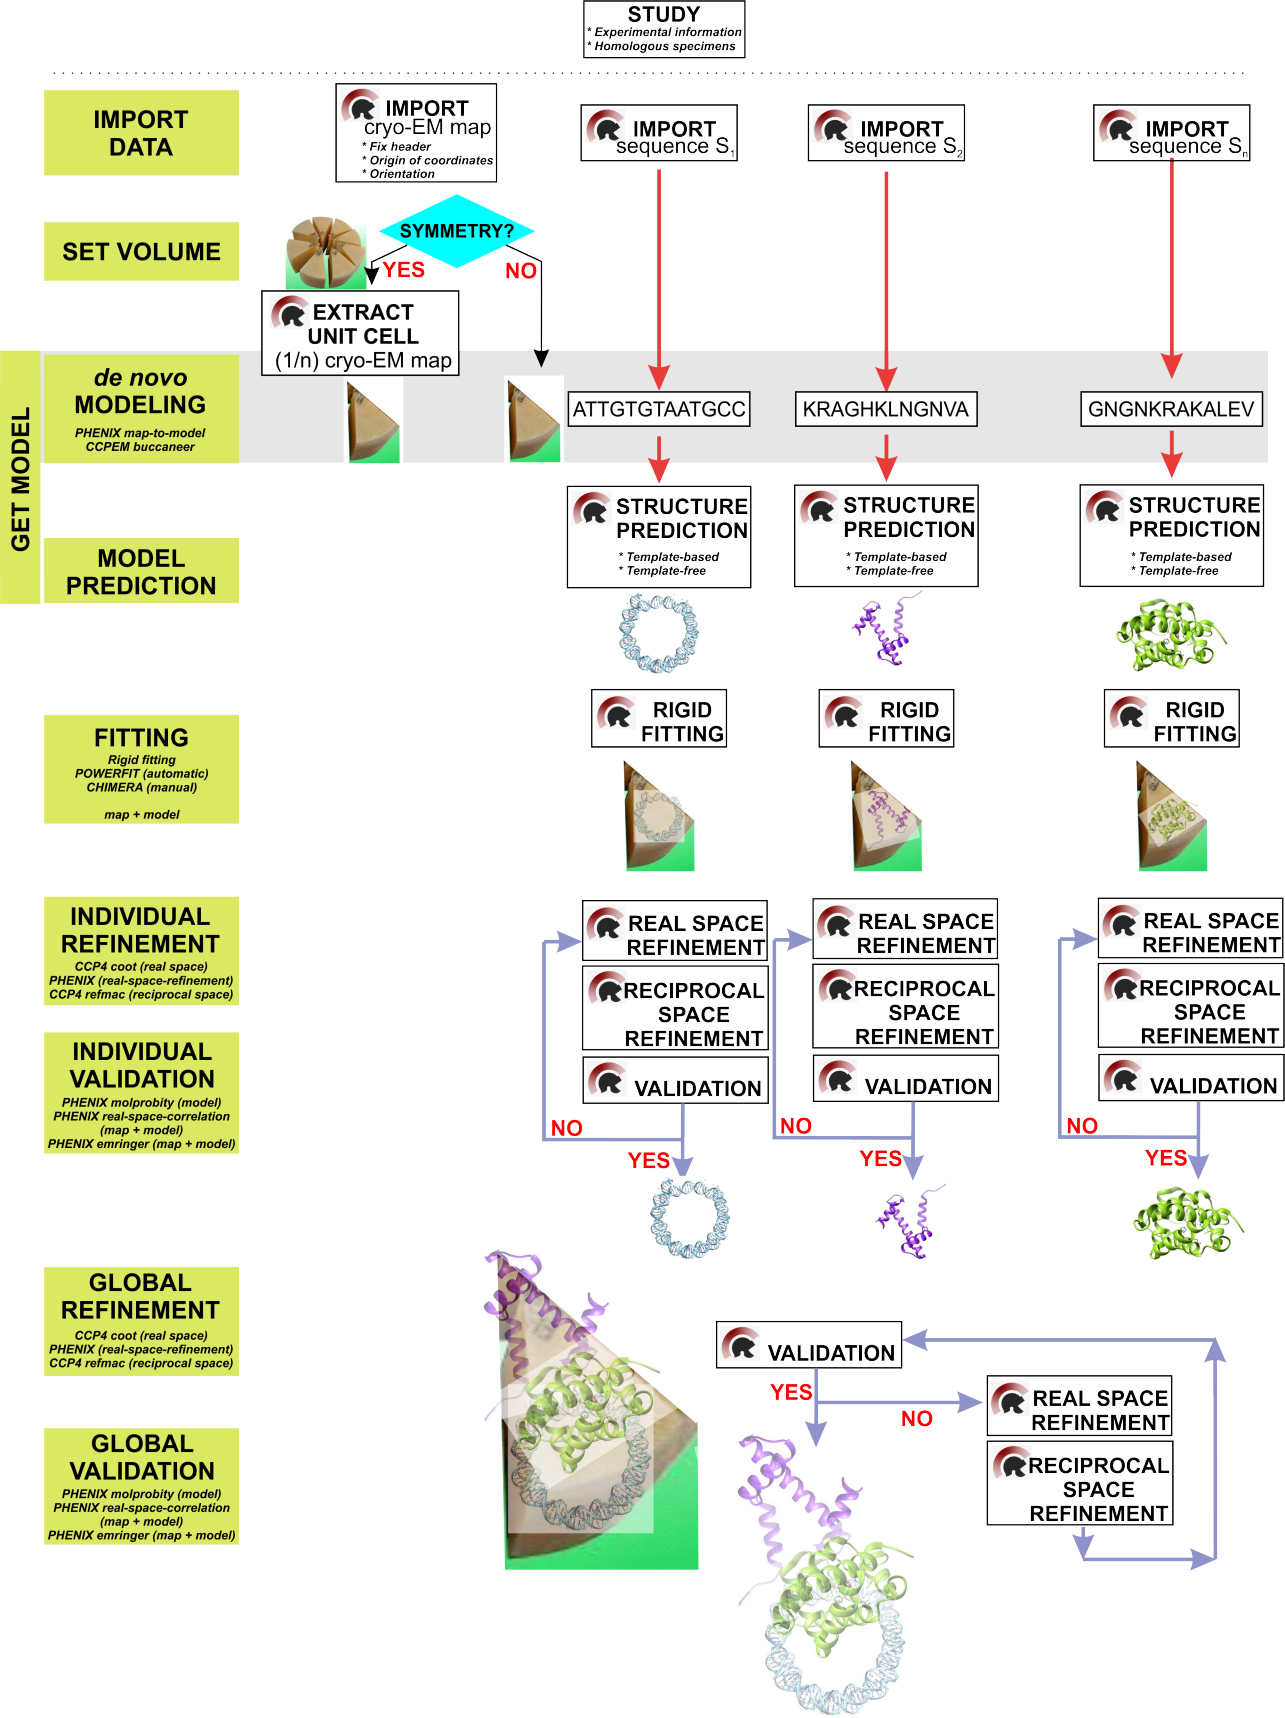 STUDY
* Experimental information
* Homologous specimens
IMPORT
DATA
IMPORT
cryo-EM map
* Fix header
* Origin of coordinates
* Orientation
IMPORT
sequence S1
IMPORT
sequence S2
IMPORT
sequence Sn
SET VOLUME
SYMMETRY?
YES
NO
EXTRACT
UNIT CELL
(1/n) cryo-EM map
GET MODEL
de novo
MODELING
PHENIX map-to-model
CCPEM buccaneer
ATTGTGTAATGCC
KRAGHKLNGNVA
GNGNKRAKALEV
MODEL
PREDICTION
STRUCTURE
PREDICTION
* Template-based
* Template-free
STRUCTURE
PREDICTION
* Template-based
* Template-free
STRUCTURE
PREDICTION
* Template-based
* Template-free
FITTING
Rigid fitting
POWERFIT (automatic)
CHIMERA (manual)
map + model
RIGID
FITTING
RIGID
FITTING
RIGID
FITTING
INDIVIDUAL
REFINEMENT
CCP4 coot (real space)
PHENIX (real-space-refinement)
CCP4 refmac (reciprocal space)
REAL SPACE
REFINEMENT
RECIPROCAL
SPACE
REFINEMENT
REAL SPACE
REFINEMENT
RECIPROCAL
SPACE
REFINEMENT
REAL SPACE
REFINEMENT
RECIPROCAL
SPACE
REFINEMENT
INDIVIDUAL
VALIDATION
PHENIX molprobity (model)
PHENIX real-space-correlation
(map + model)
PHENIX emringer (map + model)
VALIDATION
NO
YES
VALIDATION
NO
YES
VALIDATION
NO
YES
GLOBAL
REFINEMENT
CCP4 coot (real space)
PHENIX (real-space-refinement)
CCP4 refmac (reciprocal space)
VALIDATION
YES
NO
REAL SPACE
REFINEMENT
RECIPROCAL
SPACE
REFINEMENT
GLOBAL
VALIDATION
PHENIX molprobity (model)
PHENIX real-space-correlation
(map + model)
PHENIX emringer (map + model)